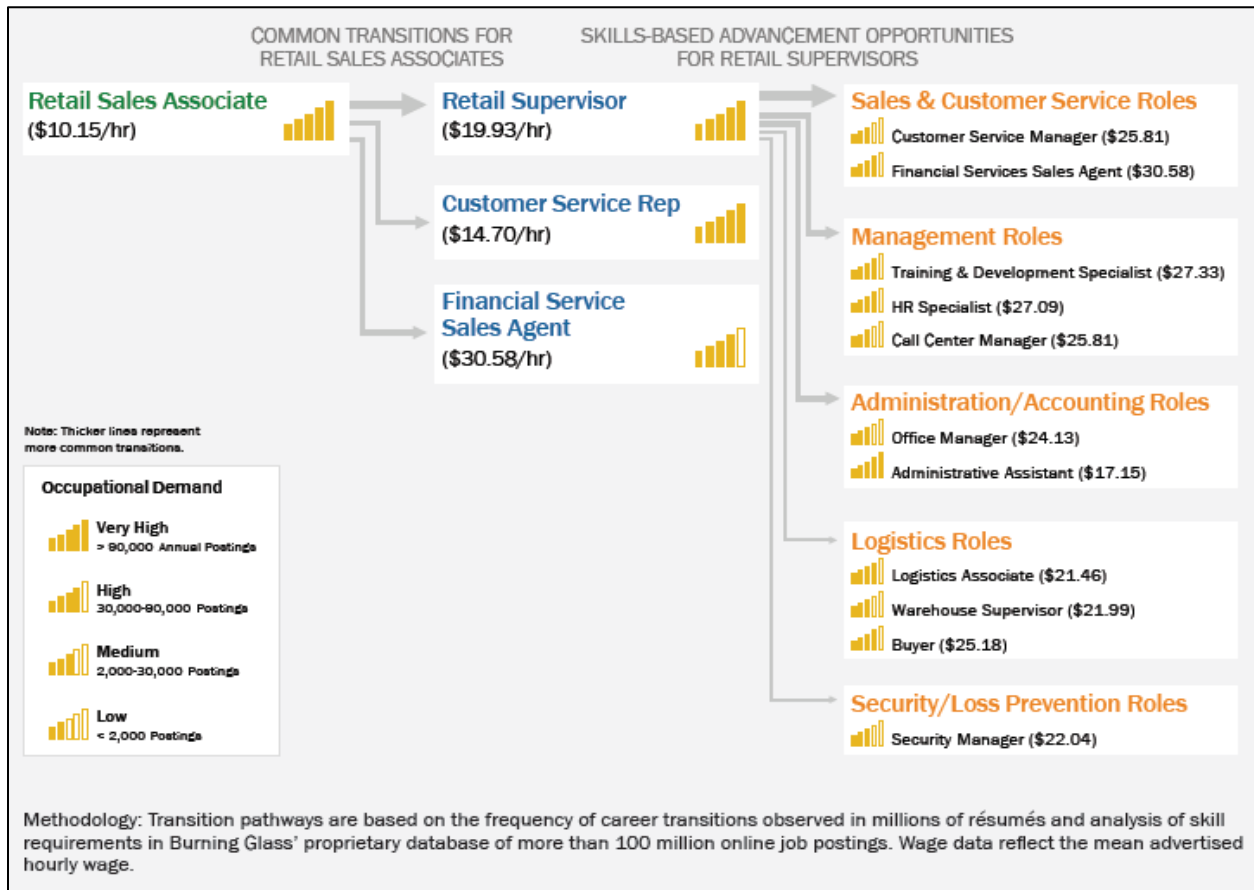 COMMON TRANSITIONS FOR
RETAIL SALES ASSOCIATES
SKILLS-BASED ADVANCEMENT OPPORTUNITIES
FOR RETAIL SUPERVISORS
Retail Sales Associate
($10.15/hr)
Retail Supervisor
($19.93/hr)
Customer Service Rep
($14.70/hr)
Financial Service
Sales Agent
($30.58/hr)
Sales & Customer Service Roles
Customer Service Manager ($25.81)
Financial Services Sales Agent ($30.58)
Management Roles
Training & Development Specialist ($27.33)
HR Specialist ($27.09)
Call Center Manager ($25.81)
Administration/Accounting Roles
Office Manager ($24.13)
Administrative Assistant ($17.15)
Logistics Roles
Logistics Associate ($21.46)
Warehouse Supervisor ($21.99)
Buyer ($25.18)
Security/Loss Prevention Roles
Security Manager ($22.04)
Note: Thicker lines represent
more common transitions.
Occupational Demand
Very High
> 90,000 Annual Postings
High
30,000-90,000 Postings
Medium
2,000-30,000 Postings
Low
< 2,000 Postings
Methodology: Transition pathways are based on the frequency of career transitions observed in millions of résumés and analysis of skill
requirements in Burning Glass' proprietary database of more than 100 million online job postings. Wage data reflect the mean advertised
hourly wage.